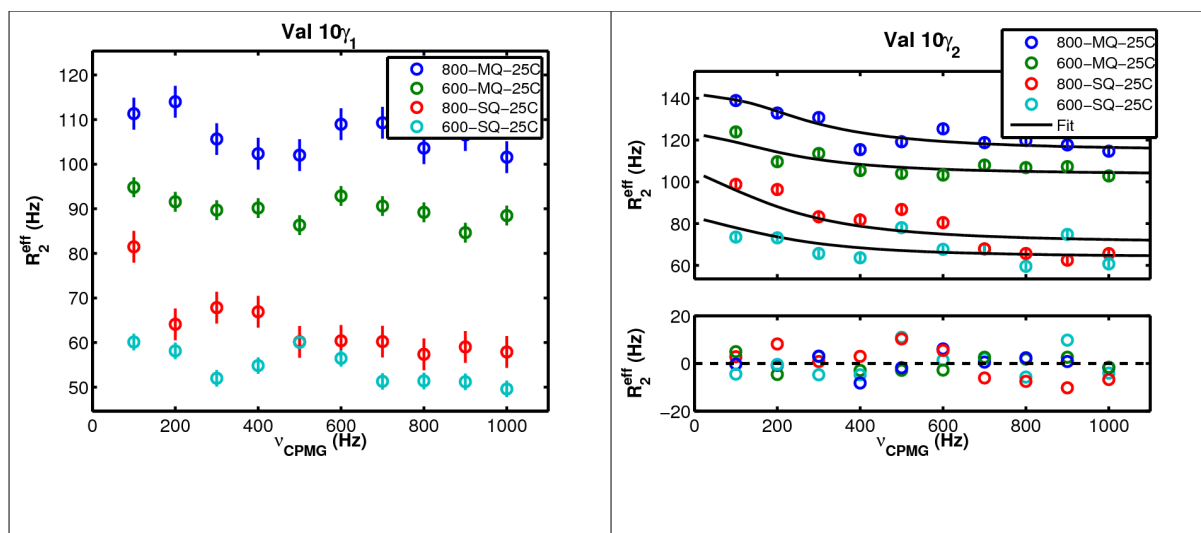 Val 10γ1
800−MQ−25C
600−MQ−25C
800−SQ−25C
600−SQ−25C
120
110
100
90
80
70
60
50
R2eff (Hz)
0 200 400 600 800 1000
νCPMG (Hz)
Val 10γ2
800−MQ−25C
600−MQ−25C
800−SQ−25C
600−SQ−25C
Fit
140
120
100
80
60
R2eff (Hz)
20
0
−20
R2eff (Hz)
0 200 400 600 800 1000
νCPMG (Hz)